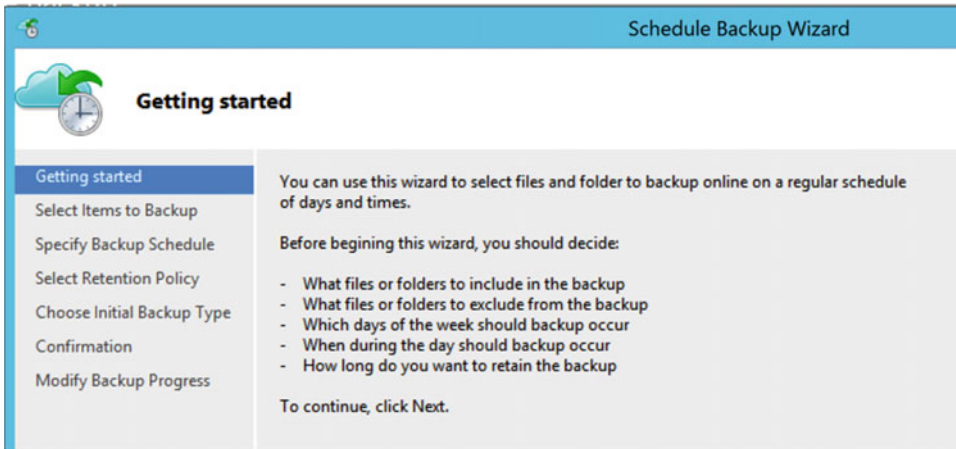 Schedule Backup Wizard
Getting started
Getting started
Select Items to Backup
Specify Backup Schedule
Select Retention Policy
Choose Initial Backup Type
Confirmation
Modify Backup Progress
You can use this wizard to select files and folder to backup online on a regular schedule
of days and times.
Before begining this wizard, you should decide:
- What files or folders to include in the backup
- What files or folders to exclude from the backup
- Which days of the week should backup occur
- When during the day should backup occur
- How long do you want to retain the backup
To continue, click Next.